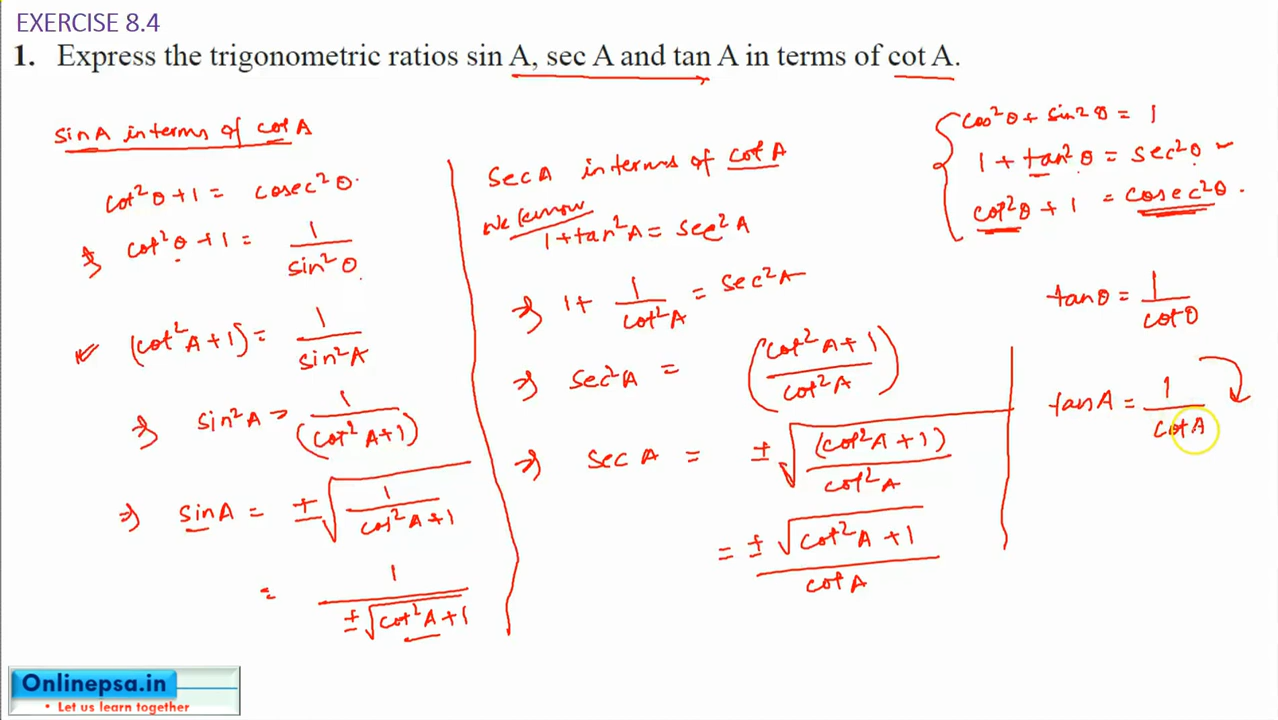 EXERCISE 8.4
1. Express the trigonometric ratios sin A, sec A and tan A in terms of cot A.
sinA in terms of cot A
cot²θ+1 = cosec²θ.
⇒ cot²θ+1 = 1/sin²θ
(cot²A+1) = 1/sin²A
⇒ sin²A = 1/(cot²A+1)
⇒ sinA = ±√(1/(cot²A+1))
= 1/(±√(cot²A+1))
SecA in terms of cot A
We know
1+tan²A = sec²A
⇒ 1+ 1/cot²A = sec²A
⇒ sec²A = ((cot²A+1)/cot²A)
⇒ sec A = ±√((cot²A+1)/cot²A)
= ±√(cot²A+1)/cot A
cos²θ + sin²θ = 1
1 + tan²θ = sec²θ
cot²θ + 1 = cosec²θ.
tanθ = 1/cotθ
tanA = 1/cotA
Onlinepsa.in
• Let us learn together